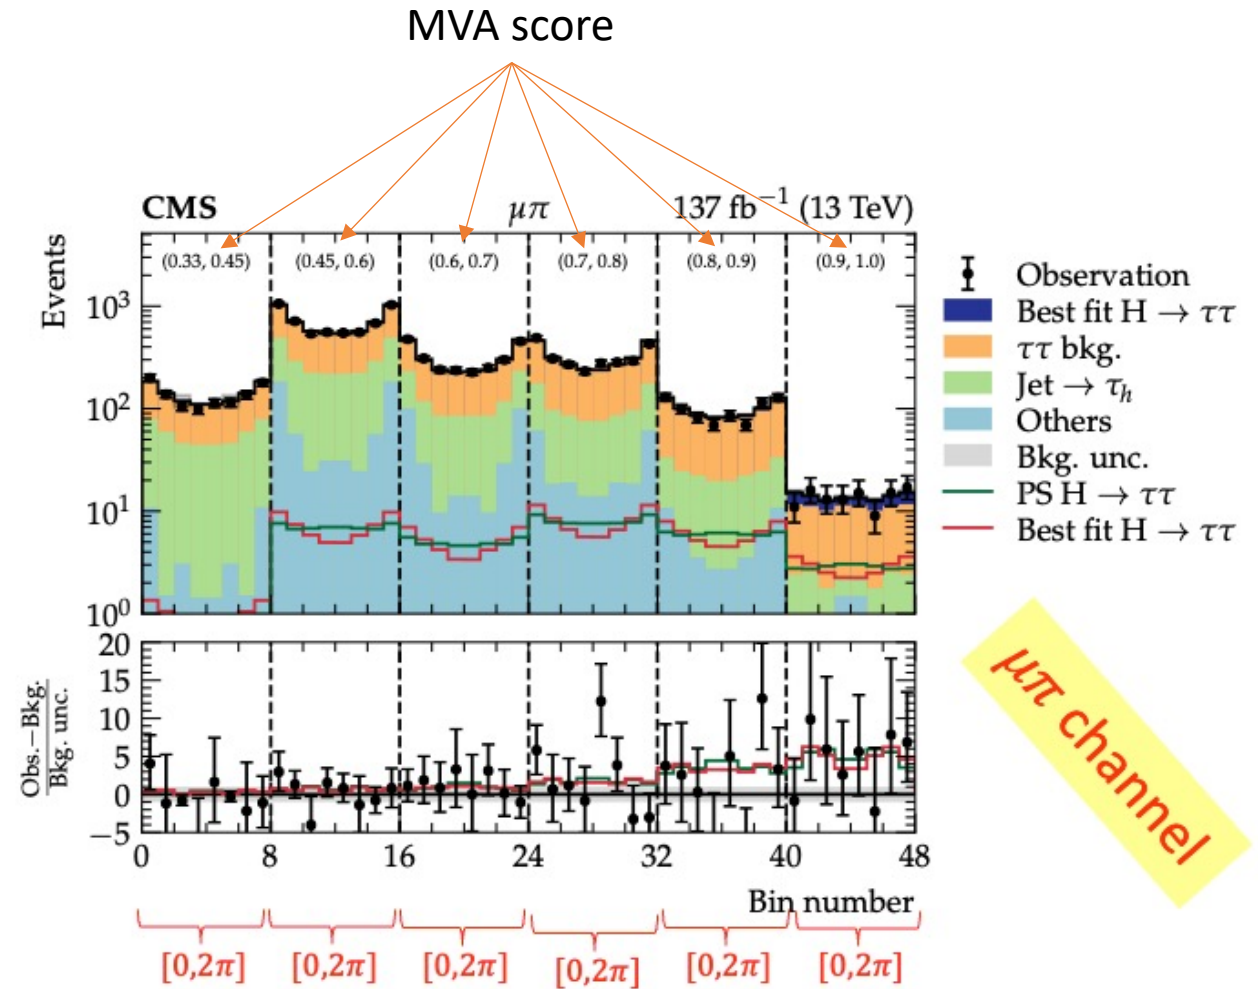 MVA score
CMS μπ 137 fb⁻¹ (13 TeV)
(0.33, 0.45) (0.45, 0.6) (0.6, 0.7) (0.7, 0.8) (0.8, 0.9) (0.9, 1.0)
Events
10³
10²
10¹
10⁰
Observation
Best fit H → ττ
ττ bkg.
Jet → τₕ
Others
Bkg. unc.
PS H → ττ
Best fit H → ττ
Obs.−Bkg.
Bkg. unc.
20
15
10
5
0
−5
0 8 16 24 32 40 48
Bin number
[0,2π] [0,2π] [0,2π] [0,2π] [0,2π] [0,2π]
μπ channel